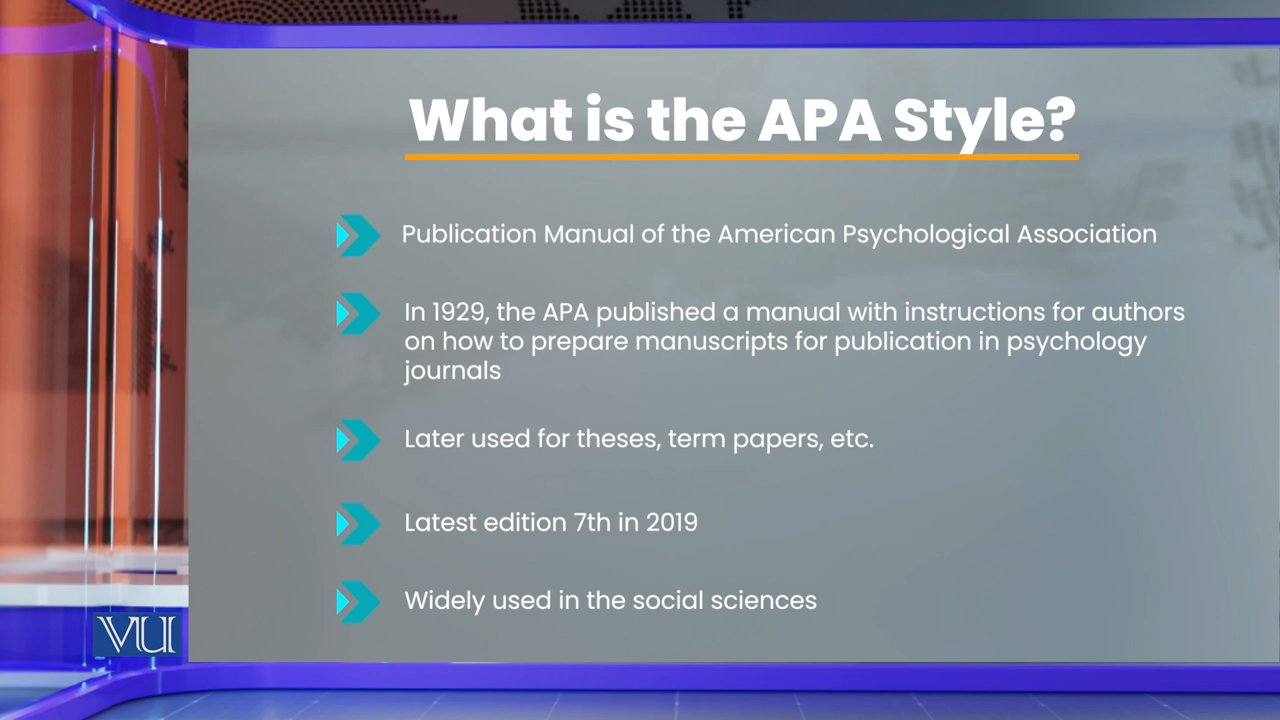 What is the APA Style?
Publication Manual of the American Psychological Association
In 1929, the APA published a manual with instructions for authors
on how to prepare manuscripts for publication in psychology
journals
Later used for theses, term papers, etc.
Latest edition 7th in 2019
Widely used in the social sciences
VU